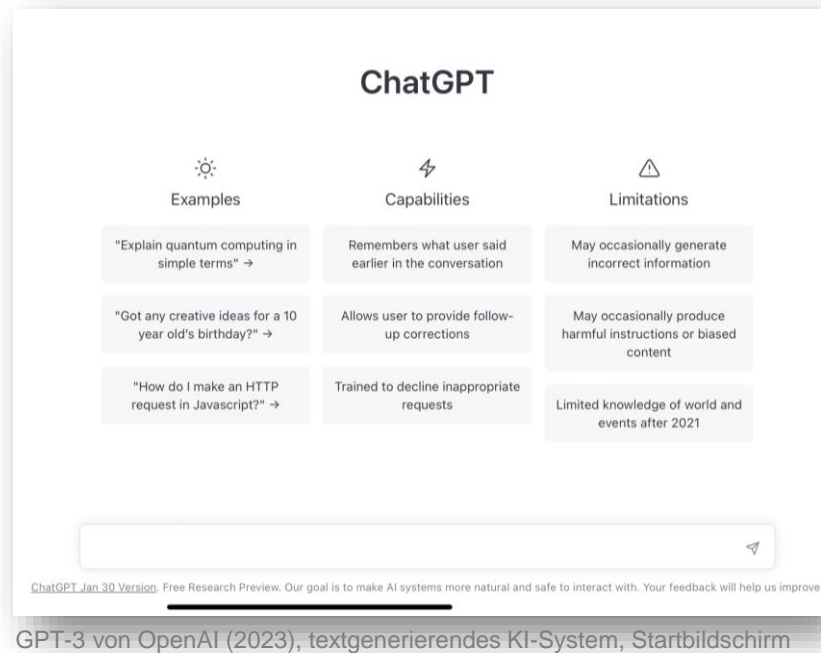 ChatGPT
Examples
"Explain quantum computing in
simple terms" →
"Got any creative ideas for a 10
year old's birthday?" →
"How do I make an HTTP
request in Javascript?" →
Capabilities
Remembers what user said
earlier in the conversation
Allows user to provide follow-
up corrections
Trained to decline inappropriate
requests
Limitations
May occasionally generate
incorrect information
May occasionally produce
harmful instructions or biased
content
Limited knowledge of world and
events after 2021
ChatGPT Jan 30 Version. Free Research Preview. Our goal is to make AI systems more natural and safe to interact with. Your feedback will help us improve
GPT-3 von OpenAI (2023), textgenerierendes KI-System, Startbildschirm